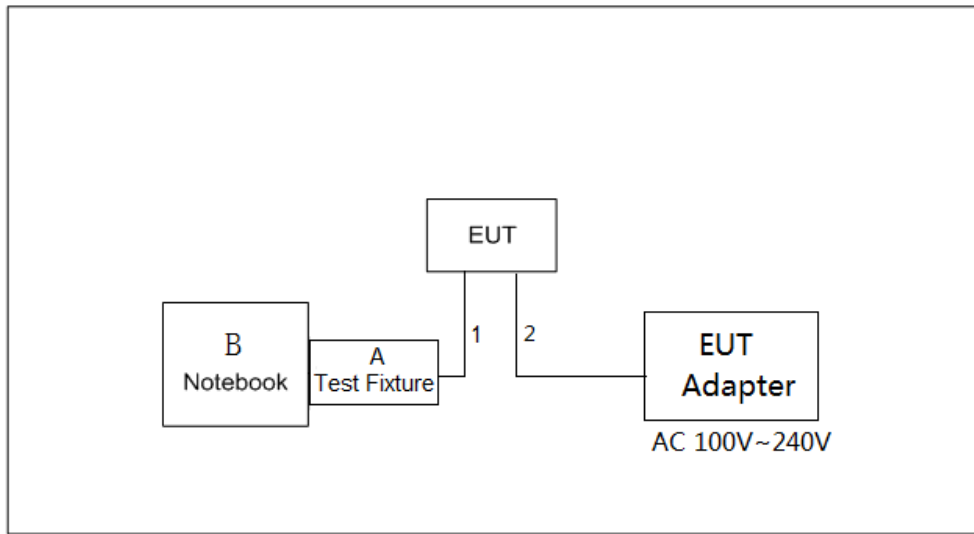 EUT
1
2
B
Notebook
A
Test Fixture
EUT
Adapter
AC 100V~240V